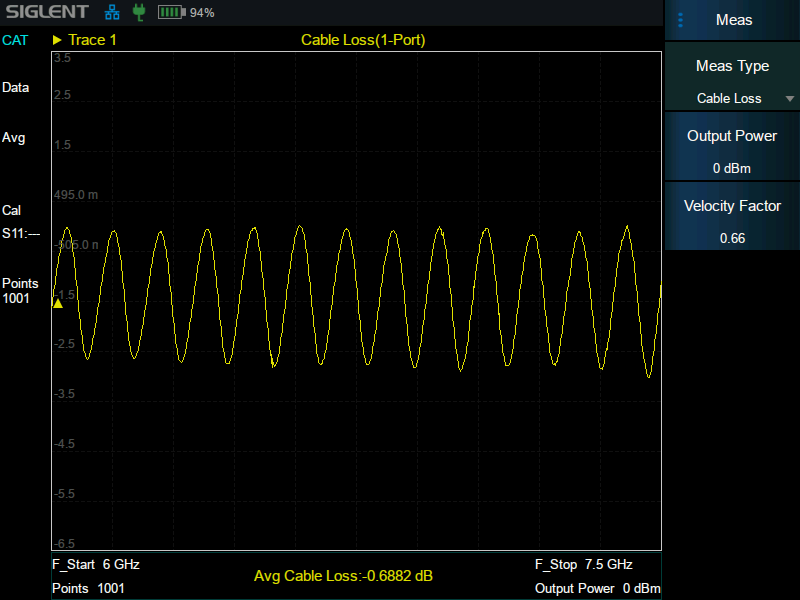 SIGLENT 94%
CAT
Data
Avg
Cal
S11:---
Points
1001
Trace 1 Cable Loss(1-Port)
3.5
2.5
1.5
495.0 m
-505.0 m
-1.5
-2.5
-3.5
-4.5
-5.5
-6.5
F_Start 6 GHz F_Stop 7.5 GHz
Avg Cable Loss:-0.6882 dB
Points 1001 Output Power 0 dBm
Meas
Meas Type
Cable Loss
Output Power
0 dBm
Velocity Factor
0.66